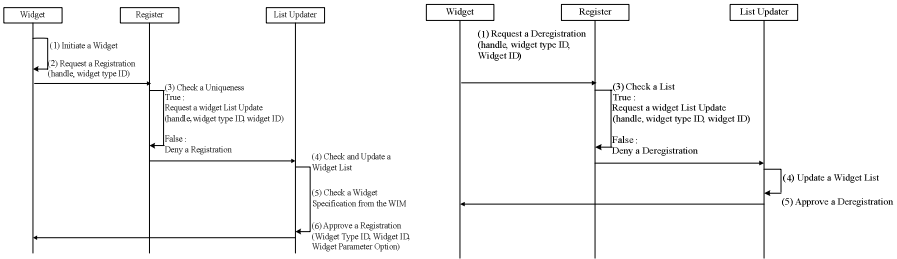 Widget
Register
List Updater
(1) Initiate a Widget
(2) Request a Registration
(handle, widget type ID)
(3) Check a Uniqueness
True :
Request a widget List Update
(handle, widget type ID, widget ID)
False :
Deny a Registration
(4) Check and Update a
Widget List
(5) Check a Widget
Specification from the WIM
(6) Approve a Registration
(Widget Type ID, Widget ID,
Widget Parameter Option)
Widget
Register
List Updater
(1) Request a Deregistration
(handle, widget type ID,
Widget ID)
(3) Check a List
True :
Request a widget List Update
(handle, widget type ID, widget ID)
False :
Deny a Deregistration
(4) Update a Widget List
(5) Approve a Deregistration